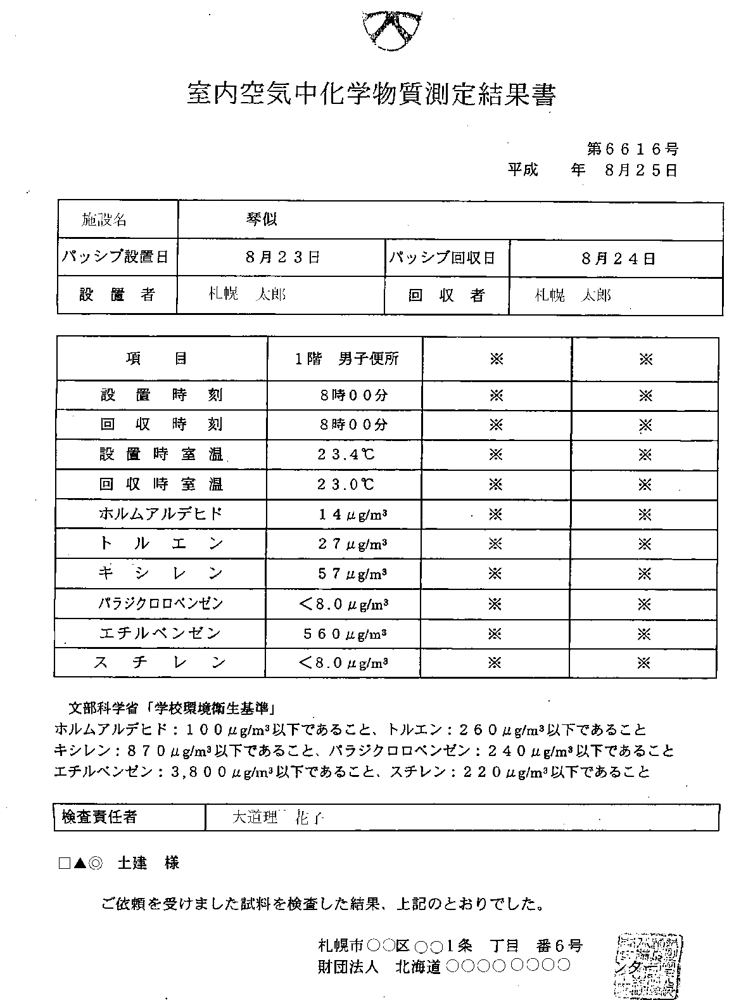 室内空気中化学物質測定結果書
第6616号
平成　　年　8月25日
施設名　琴似
パッシブ設置日　8月23日　パッシブ回収日　8月24日
設置者　札幌　太郎　回収者　札幌　太郎
項目　1階　男子便所　※　※
設置時刻　8時00分　※　※
回収時刻　8時00分　※　※
設置時室温　23.4℃　※　※
回収時室温　23.0℃　※　※
ホルムアルデヒド　14μg/m³　※　※
トルエン　27μg/m³　※　※
キシレン　57μg/m³　※　※
パラジクロロベンゼン　＜8.0μg/m³　※　※
エチルベンゼン　560μg/m³　※　※
スチレン　＜8.0μg/m³　※　※
文部科学省「学校環境衛生基準」
ホルムアルデヒド：100μg/m³以下であること、トルエン：260μg/m³以下であること
キシレン：870μg/m³以下であること、パラジクロロベンゼン：240μg/m³以下であること
エチルベンゼン：3,800μg/m³以下であること、スチレン：220μg/m³以下であること
検査責任者　大道理　花子
□▲◎　土建　様
ご依頼を受けました試料を検査した結果、上記のとおりでした。
札幌市○○区○○1条　丁目　番6号
財団法人　北海道○○○○○○○○　ンター